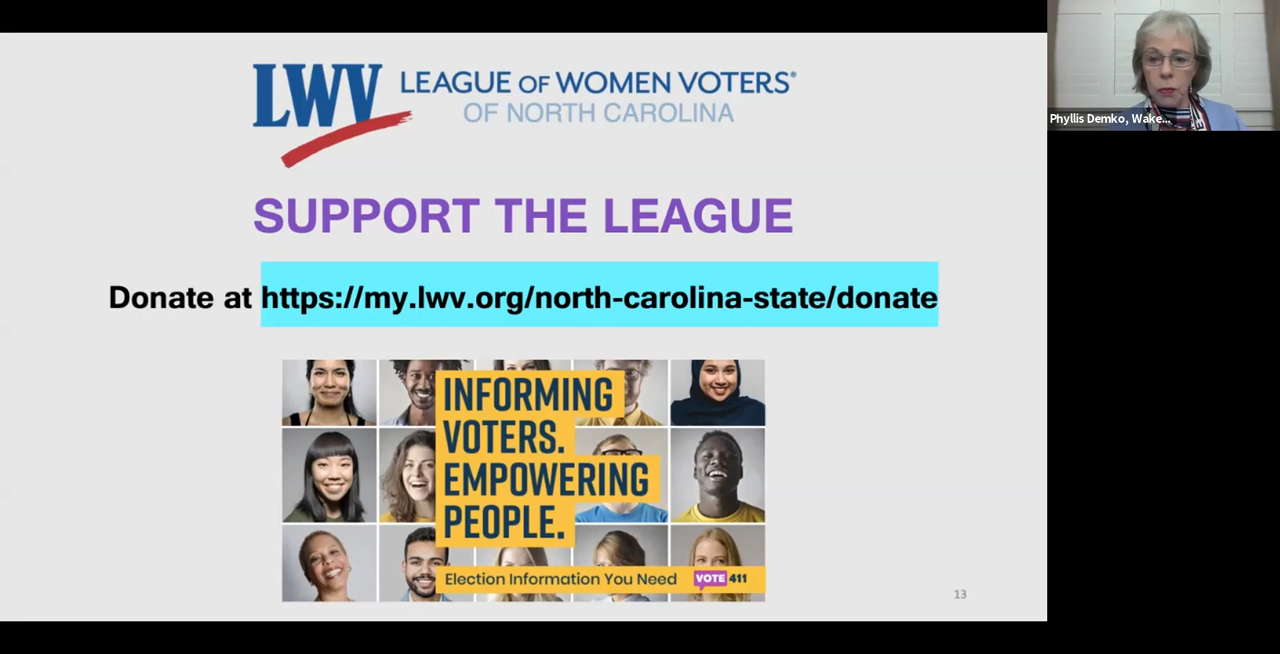 LWV LEAGUE OF WOMEN VOTERS®
OF NORTH CAROLINA
SUPPORT THE LEAGUE
Donate at https://my.lwv.org/north-carolina-state/donate
INFORMING
VOTERS.
EMPOWERING
PEOPLE.
Election Information You Need VOTE 411
13
Phyllis Demko, Wake...